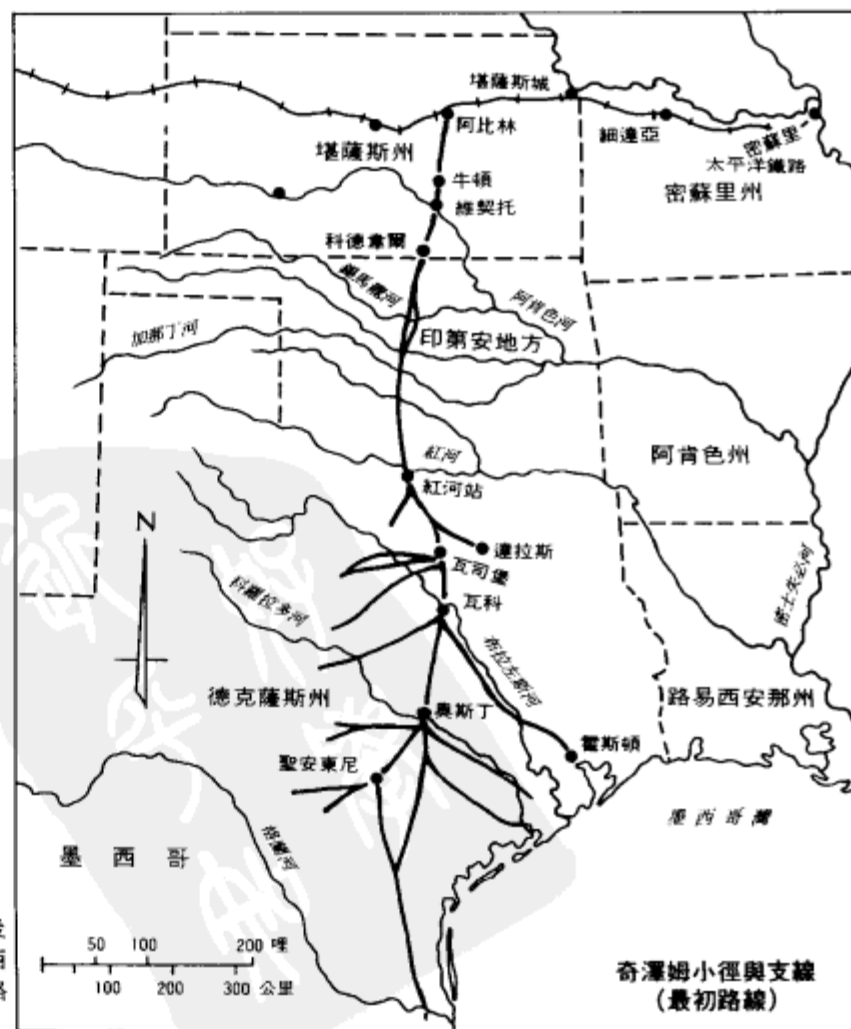 堪薩斯城
阿比林
細達亞
密蘇里
太平洋鐵路
堪薩斯州
密蘇里州
牛頓
維契托
科德韋爾
阿肯色河
加那丁河
印第安地方
紅河
阿肯色州
紅河站
N
達拉斯
瓦司堡
瓦科
科羅拉多河
密士失必河
布拉左斯河
德克薩斯州
奧斯丁
路易西安那州
霍斯頓
聖安東尼
墨西哥灣
格蘭河
墨西哥
50 100 200 哩
100 200 300 公里
奇澤姆小徑與支線
(最初路線)